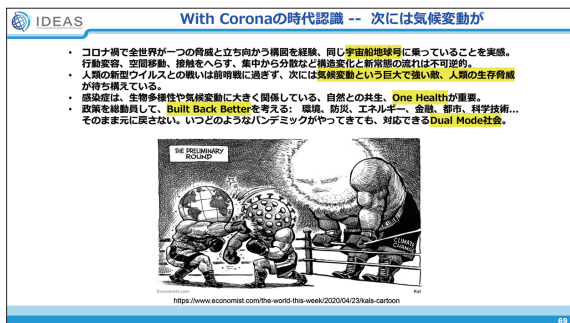 IDEAS
With Coronaの時代認識 -- 次には気候変動が
・ コロナ禍で全世界が一つの脅威と立ち向かう構図を経験、同じ宇宙船地球号に乗っていることを実感。
行動変容、空間移動、接触をへらす、集中から分散など構造変化と新常態の流れは不可逆的。
・ 人類の新型ウイルスとの戦いは前哨戦に過ぎず、次には気候変動という巨大で強い敵、人類の生存脅威
が待ち構えている。
・ 感染症は、生物多様性や気候変動に大きく関係している、自然との共生、One Healthが重要。
・ 政策を総動員して、Built Back Betterを考える: 環境、防災、エネルギー、金融、都市、科学技術…
そのまま元に戻さない。いつどのようなパンデミックがやってきても、対応できるDual Mode社会。
THE PRELIMINARY
ROUND
CLIMATE
CHANGE
Economist.com
Kal
https://www.economist.com/the-world-this-week/2020/04/23/kals-cartoon
69